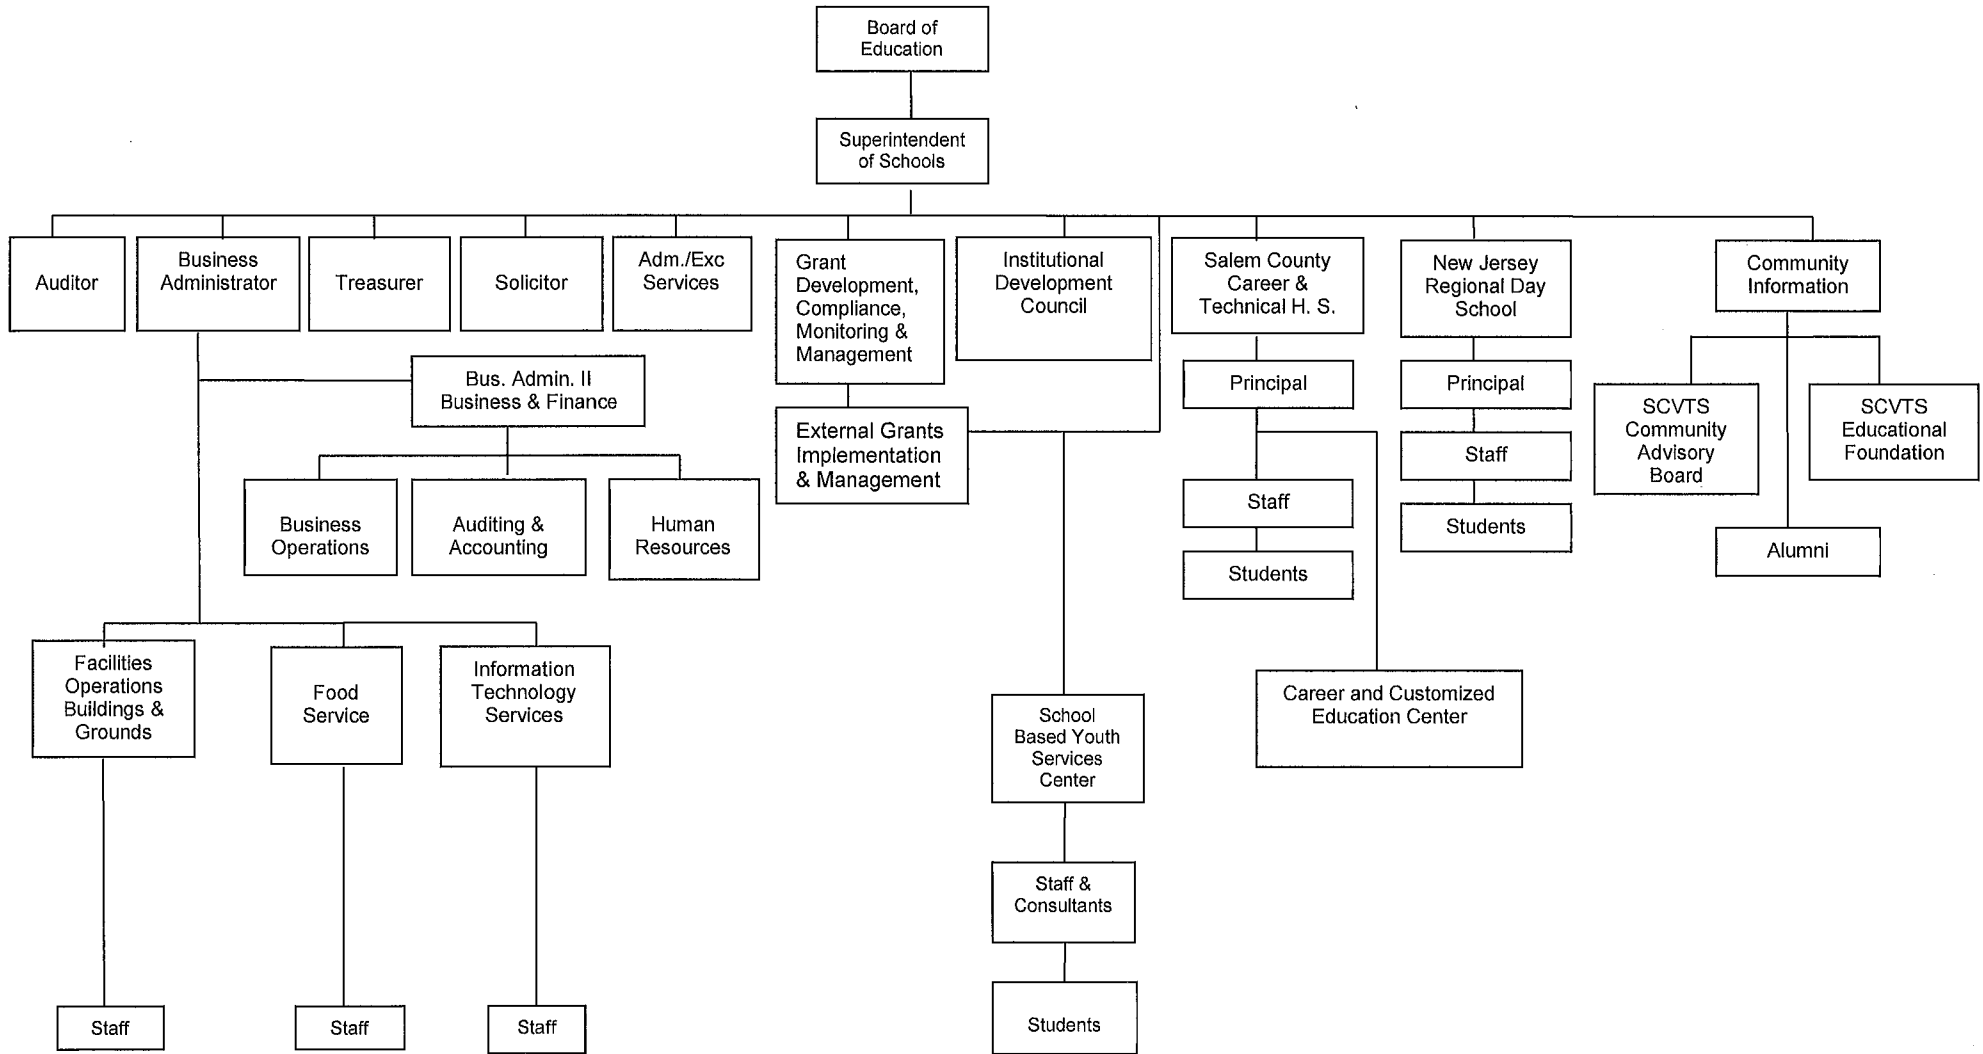 Board of
Education
Superintendent
of Schools
Auditor
Business
Administrator
Treasurer
Solicitor
Adm./Exc
Services
Grant
Development,
Compliance,
Monitoring &
Management
Institutional
Development
Council
Salem County
Career &
Technical H. S.
New Jersey
Regional Day
School
Community
Information
Bus. Admin. II
Business & Finance
Principal
Principal
SCVTS
Community
Advisory
Board
SCVTS
Educational
Foundation
External Grants
Implementation
& Management
Staff
Business
Operations
Auditing &
Accounting
Human
Resources
Staff
Students
Alumni
Students
Facilities
Operations
Buildings &
Grounds
Food
Service
Information
Technology
Services
School
Based Youth
Services
Center
Career and Customized
Education Center
Staff &
Consultants
Staff
Staff
Staff
Students